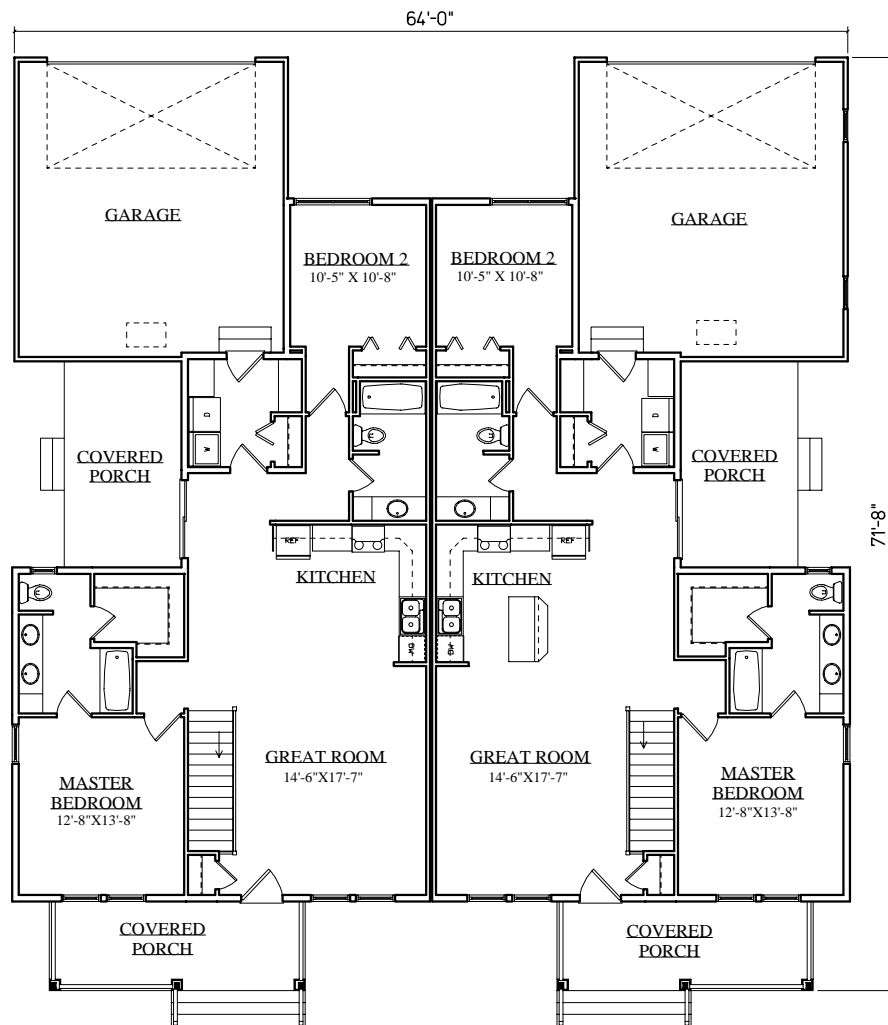 64'-0"
GARAGE
GARAGE
BEDROOM 2
10'-5" X 10'-8"
BEDROOM 2
10'-5" X 10'-8"
D
W
D
W
COVERED
PORCH
COVERED
PORCH
71'-8"
REF
REF
KITCHEN
KITCHEN
DW
DW
GREAT ROOM
14'-6"X17'-7"
GREAT ROOM
14'-6"X17'-7"
MASTER
BEDROOM
12'-8"X13'-8"
MASTER
BEDROOM
12'-8"X13'-8"
COVERED
PORCH
COVERED
PORCH